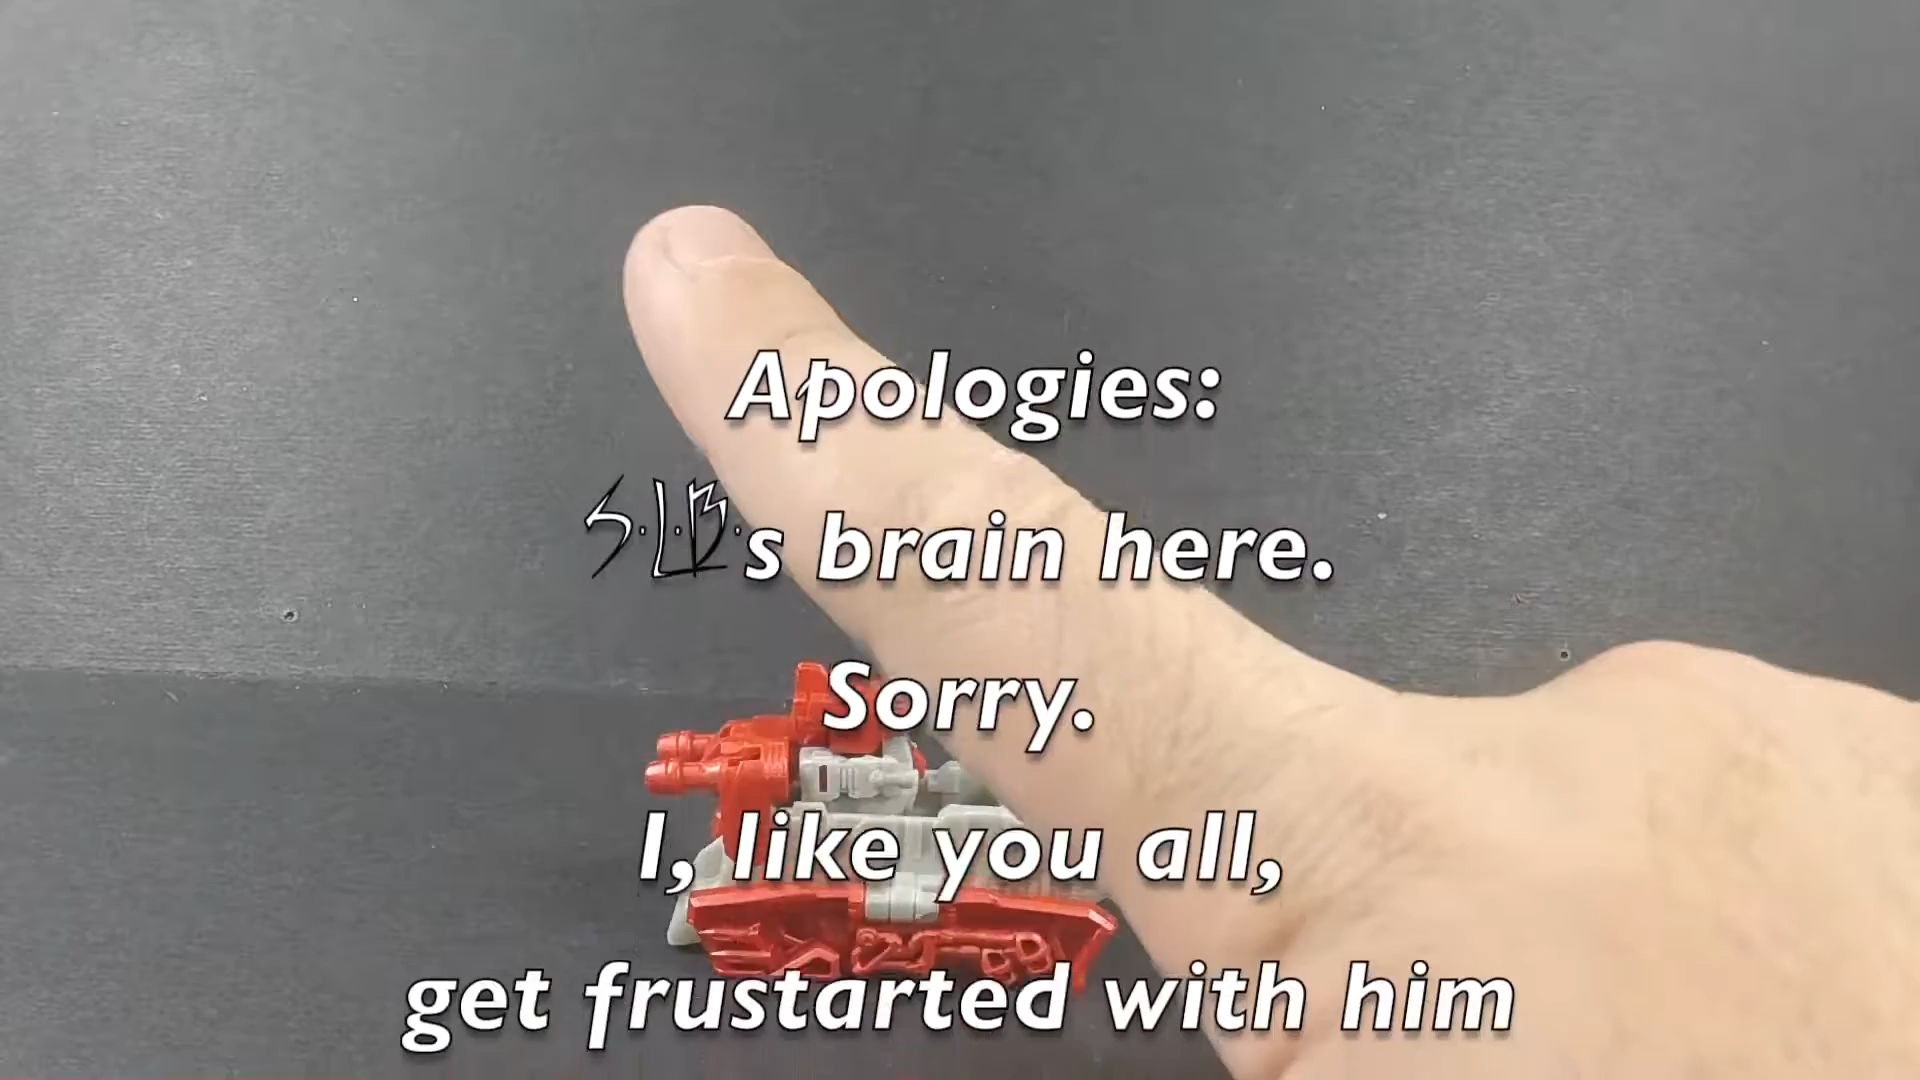 Apologies:
S.L.B.s brain here.
Sorry.
I, like you all,
get frustarted with him